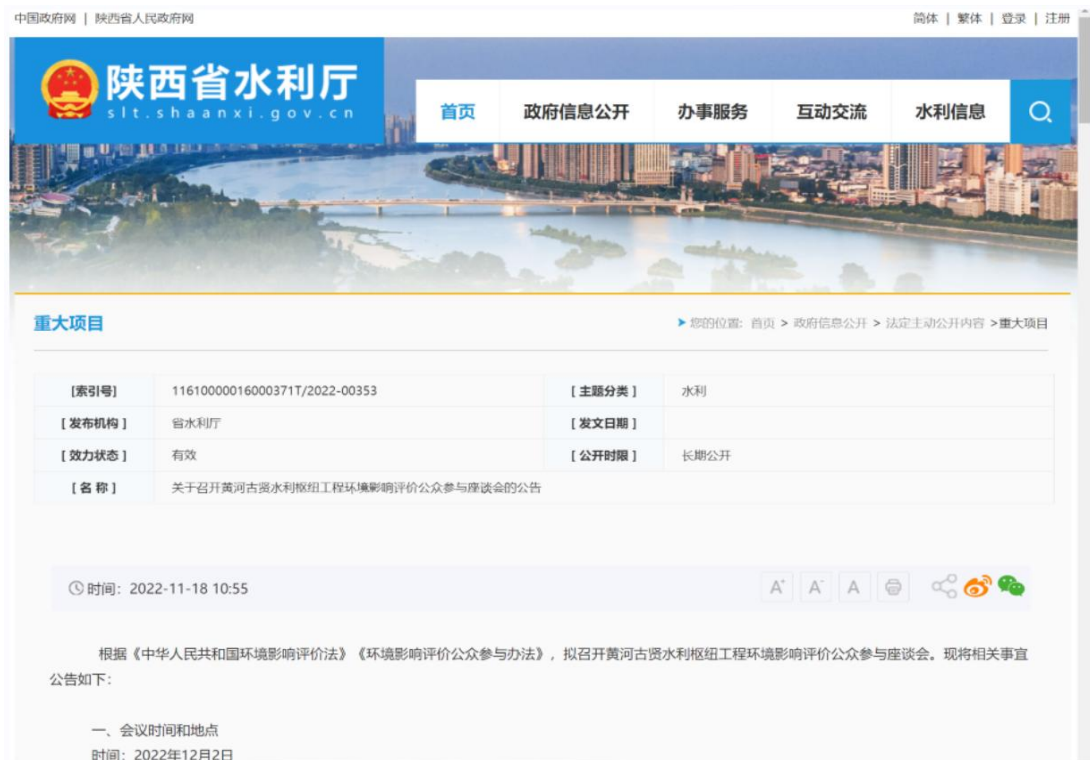 中国政府网 | 陕西省人民政府网
简体 | 繁体 | 登录 | 注册
陕西省水利厅
slt.shaanxi.gov.cn
首页 政府信息公开 办事服务 互动交流 水利信息
重大项目
您的位置: 首页 > 政府信息公开 > 法定主动公开内容 >重大项目
[索引号] 11610000016000371T/2022-00353 [ 主题分类 ] 水利
[ 发布机构 ] 省水利厅 [ 发文日期 ]
[ 效力状态 ] 有效 [ 公开时限 ] 长期公开
[ 名 称 ] 关于召开黄河古贤水利枢纽工程环境影响评价公众参与座谈会的公告
时间: 2022-11-18 10:55
A+ A- A
根据《中华人民共和国环境影响评价法》《环境影响评价公众参与办法》, 拟召开黄河古贤水利枢纽工程环境影响评价公众参与座谈会。现将相关事宜
公告如下:
一、会议时间和地点
时间: 2022年12月2日